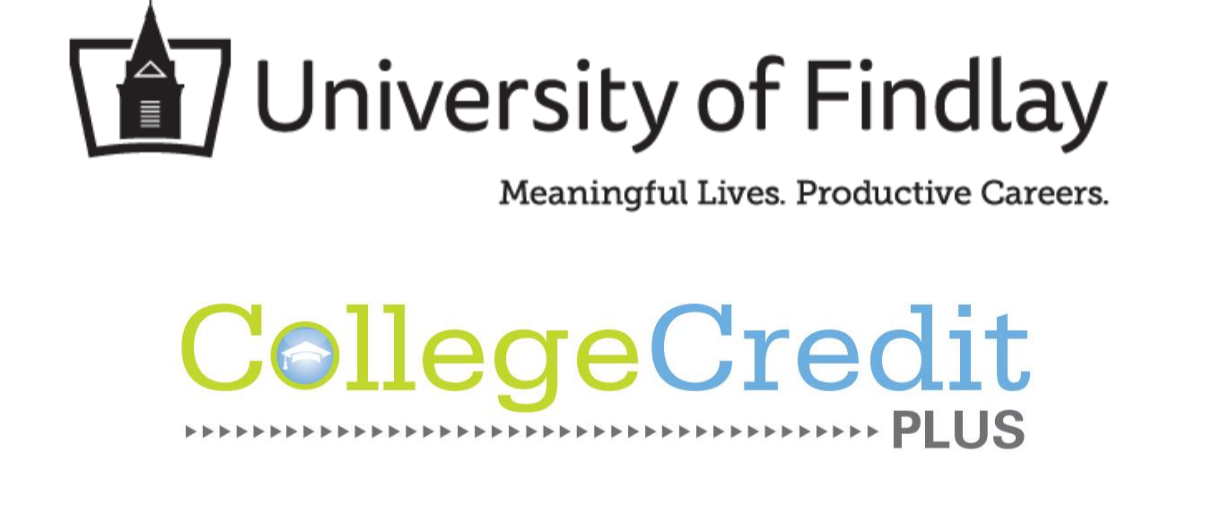 University of Findlay
Meaningful Lives. Productive Careers.
CollegeCredit
PLUS